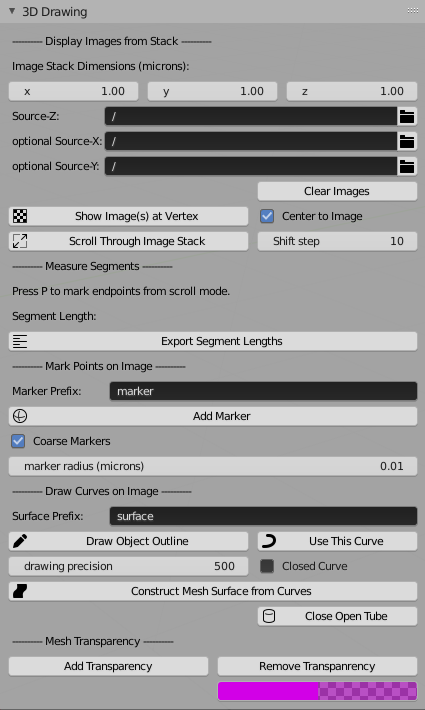 3D Drawing
--------- Display Images from Stack ---------
Image Stack Dimensions (microns):
x 1.00 y 1.00 z 1.00
Source-Z: /
optional Source-X: /
optional Source-Y: /
Clear Images
Show Image(s) at Vertex Center to Image
Scroll Through Image Stack Shift step 10
--------- Measure Segments ---------
Press P to mark endpoints from scroll mode.
Segment Length:
Export Segment Lengths
--------- Mark Points on Image ---------
Marker Prefix: marker
Add Marker
Coarse Markers
marker radius (microns) 0.01
--------- Draw Curves on Image ---------
Surface Prefix: surface
Draw Object Outline Use This Curve
drawing precision 500 Closed Curve
Construct Mesh Surface from Curves
Close Open Tube
--------- Mesh Transparency ---------
Add Transparency Remove Transpanrency